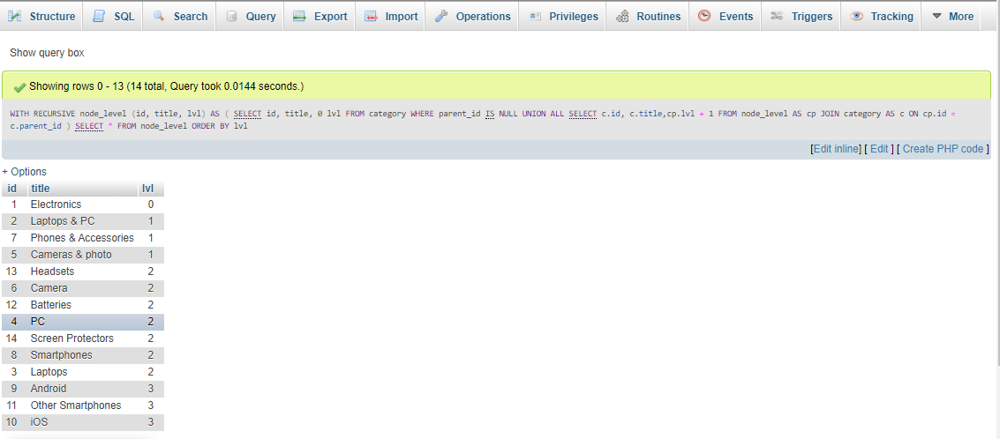 Structure SQL Search Query Export Import Operations Privileges Routines Events Triggers Tracking More
Show query box
Showing rows 0 - 13 (14 total, Query took 0.0144 seconds.)
WITH RECURSIVE node_level (id, title, lvl) AS ( SELECT id, title, 0 lvl FROM category WHERE parent_id IS NULL UNION ALL SELECT c.id, c.title,cp.lvl + 1 FROM node_level AS cp JOIN category AS c ON cp.id =
c.parent_id ) SELECT * FROM node_level ORDER BY lvl
[Edit inline] [ Edit ] [ Create PHP code ]
+ Options
id title lvl
1 Electronics 0
2 Laptops & PC 1
7 Phones & Accessories 1
5 Cameras & photo 1
13 Headsets 2
6 Camera 2
12 Batteries 2
4 PC 2
14 Screen Protectors 2
8 Smartphones 2
3 Laptops 2
9 Android 3
11 Other Smartphones 3
10 iOS 3